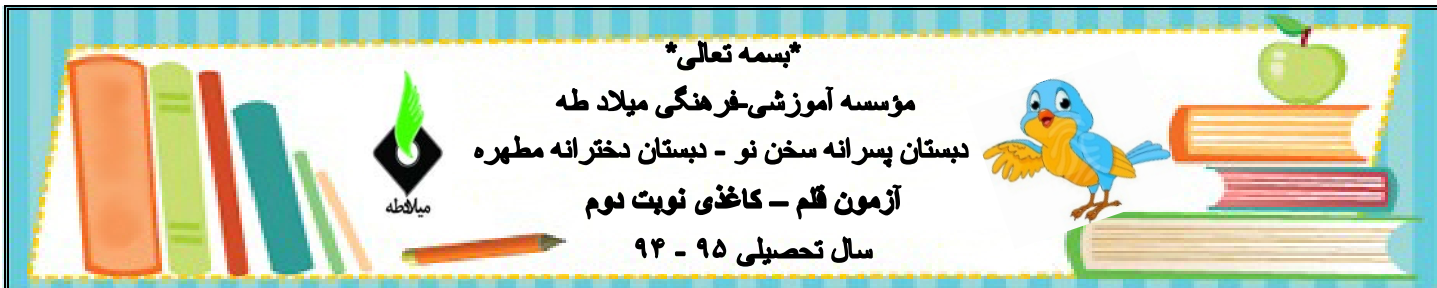 *بسمه تعالی*
مؤسسه آموزشی-فرهنگی میلاد طه
دبستان پسرانه سخن نو - دبستان دخترانه مطهره
آزمون قلم – کاغذی نوبت دوم
سال تحصیلی ۹۵ - ۹۴
میلادطه